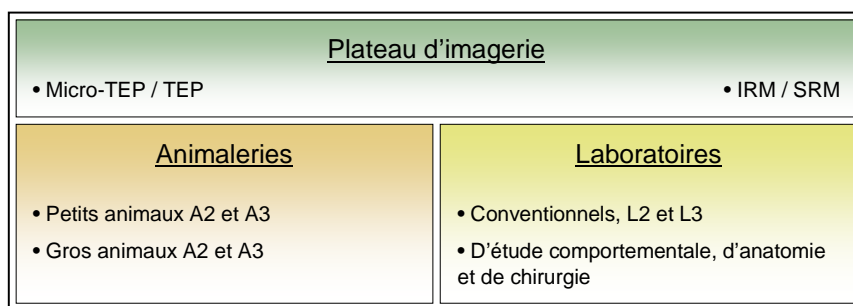 Plateau d’imagerie
• Micro-TEP / TEP
• IRM / SRM
Animaleries
• Petits animaux A2 et A3
• Gros animaux A2 et A3
Laboratoires
• Conventionnels, L2 et L3
• D’étude comportementale, d’anatomie
et de chirurgie